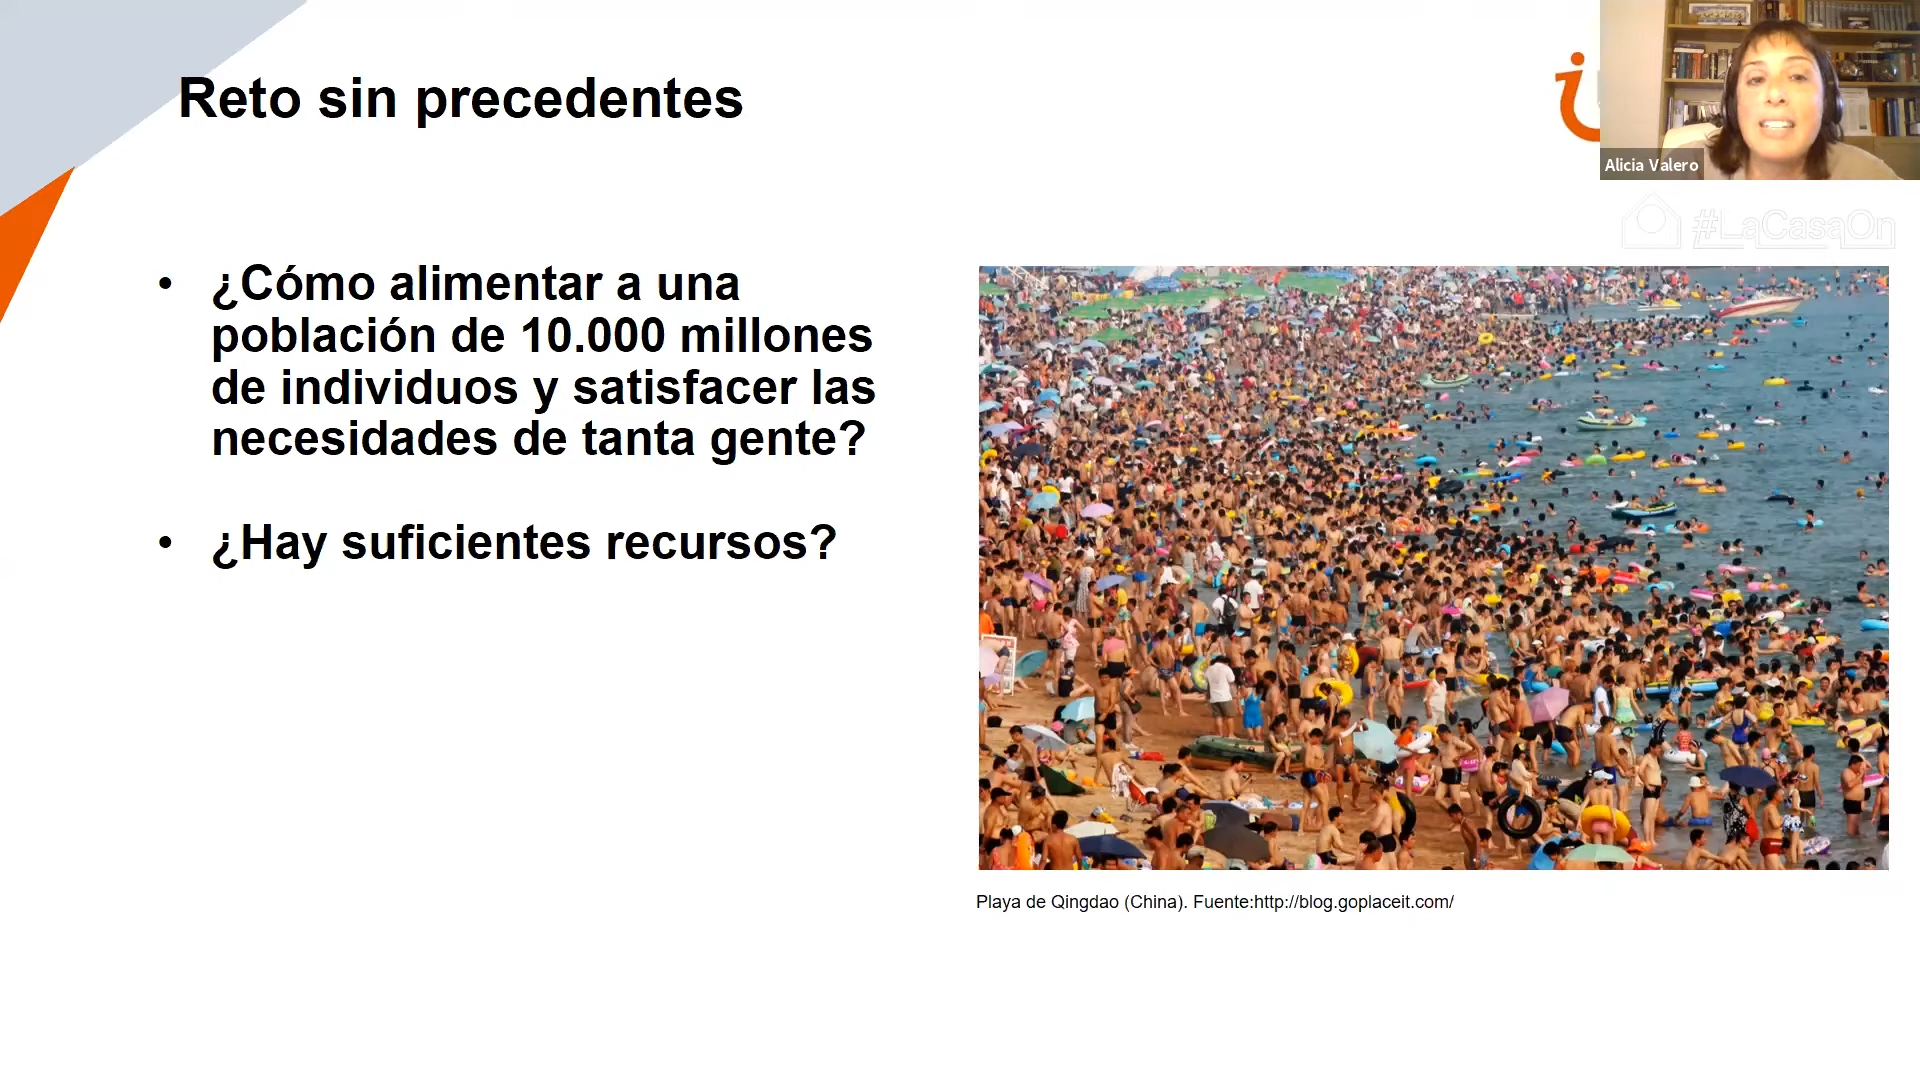 Reto sin precedentes
Alicia Valero
#LaCasaOn
• ¿Cómo alimentar a una
población de 10.000 millones
de individuos y satisfacer las
necesidades de tanta gente?
• ¿Hay suficientes recursos?
Playa de Qingdao (China). Fuente:http://blog.goplaceit.com/